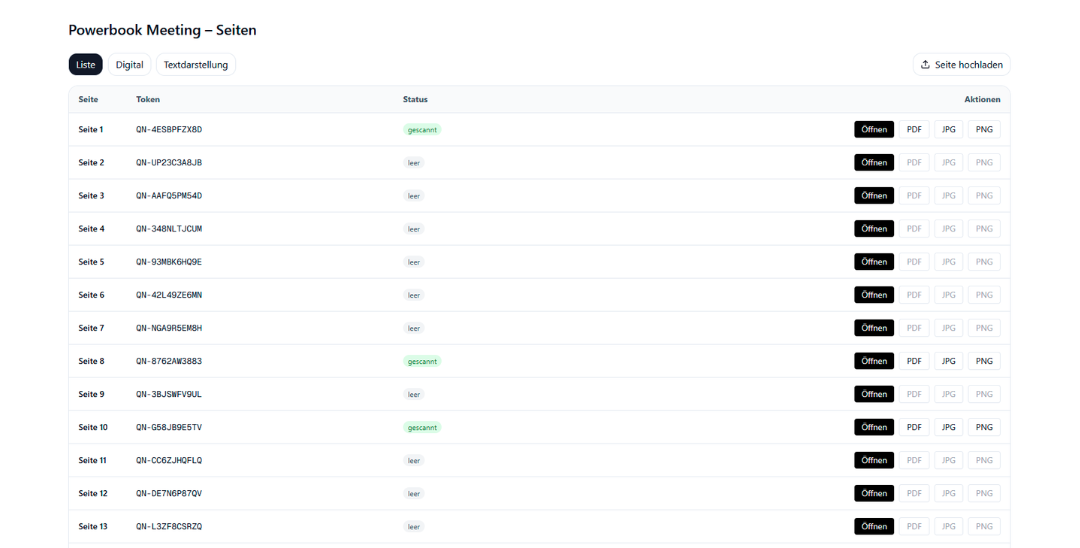 Powerbook Meeting – Seiten
Liste Digital Textdarstellung Seite hochladen
Seite Token Status Aktionen
Seite 1 QN-4ESBPFZX8D gescannt Öffnen PDF JPG PNG
Seite 2 QN-UP23C3A8JB leer Öffnen PDF JPG PNG
Seite 3 QN-AAFQ5PM54D leer Öffnen PDF JPG PNG
Seite 4 QN-348NLTJCUM leer Öffnen PDF JPG PNG
Seite 5 QN-93MBK6HQ9E leer Öffnen PDF JPG PNG
Seite 6 QN-42L49ZE6MN leer Öffnen PDF JPG PNG
Seite 7 QN-NGA9R5EM8H leer Öffnen PDF JPG PNG
Seite 8 QN-8762AW3883 gescannt Öffnen PDF JPG PNG
Seite 9 QN-3BJSWFV9UL leer Öffnen PDF JPG PNG
Seite 10 QN-G58JB9E5TV gescannt Öffnen PDF JPG PNG
Seite 11 QN-CC6ZJHQFLQ leer Öffnen PDF JPG PNG
Seite 12 QN-DE7N6P87QV leer Öffnen PDF JPG PNG
Seite 13 QN-L3ZF8CSRZQ leer Öffnen PDF JPG PNG